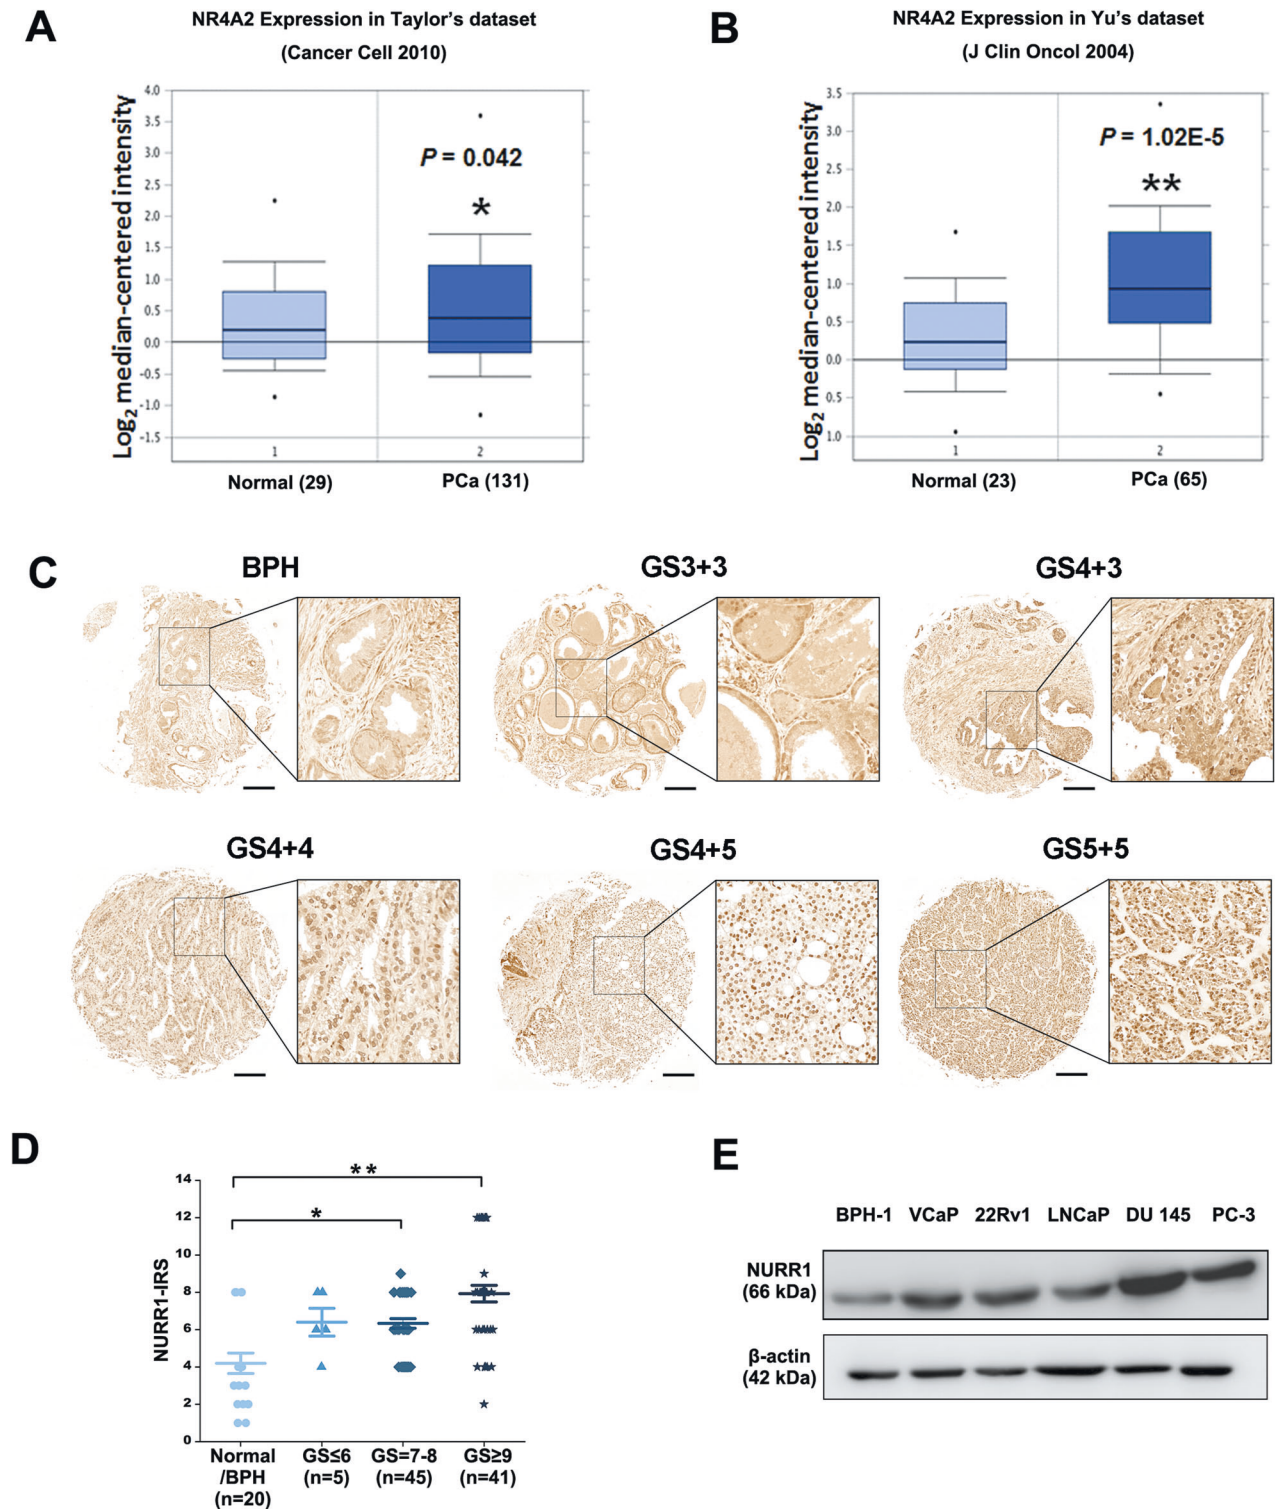 A
NR4A2 Expression in Taylor's dataset
(Cancer Cell 2010)
Log2 median-centered intensity
4.0
3.5
3.0
2.5
2.0
1.5
1.0
0.5
0.0
-0.5
-1.0
-1.5
P = 0.042
*
1
2
Normal (29)
PCa (131)
B
NR4A2 Expression in Yu's dataset
(J Clin Oncol 2004)
Log2 median-centered intensity
3.5
3.0
2.5
2.0
1.5
1.0
0.5
0.0
0.5
1.0
P = 1.02E-5
**
1
2
Normal (23)
PCa (65)
C
BPH
GS3+3
GS4+3
GS4+4
GS4+5
GS5+5
D
NURR1-IRS
14
12
10
8
6
4
2
0
**
*
Normal
/BPH
(n=20)
GS≤6
(n=5)
GS=7-8
(n=45)
GS≥9
(n=41)
E
BPH-1 VCaP 22Rv1 LNCaP DU 145 PC-3
NURR1
(66 kDa)
β-actin
(42 kDa)